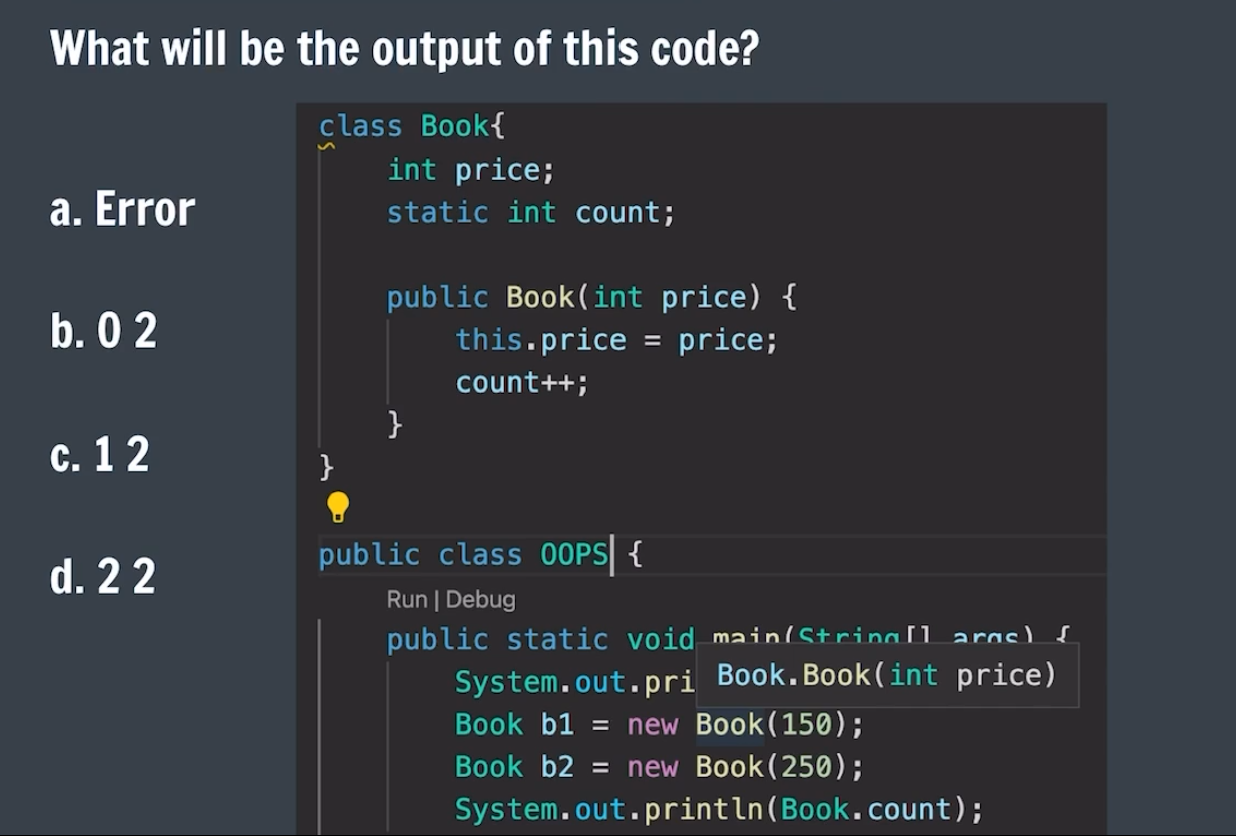 What will be the output of this code?
a. Error
b. 0 2
c. 1 2
d. 2 2
class Book{
int price;
static int count;
public Book(int price) {
this.price = price;
count++;
}
}
public class OOPS {
Run | Debug
public static void main(String[] args) {
System.out.pri
Book.Book(int price)
Book b1 = new Book(150);
Book b2 = new Book(250);
System.out.println(Book.count);